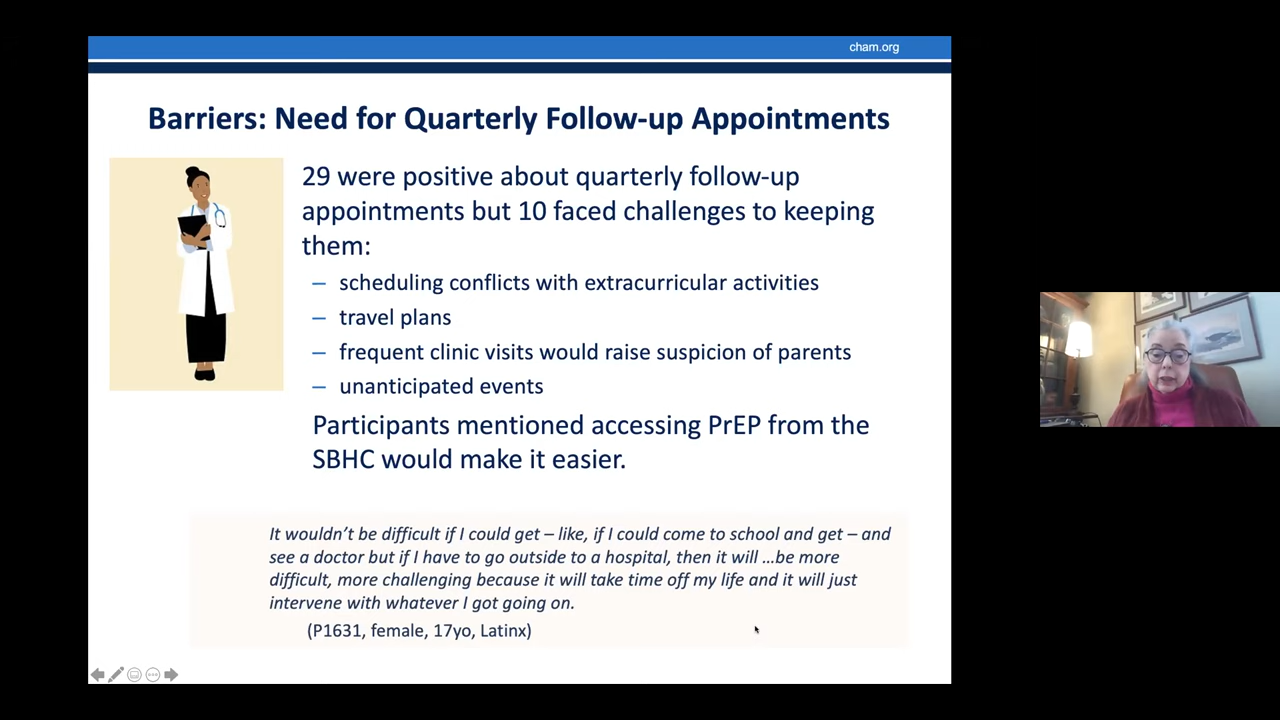 cham.org
Barriers: Need for Quarterly Follow-up Appointments
29 were positive about quarterly follow-up
appointments but 10 faced challenges to keeping
them:
– scheduling conflicts with extracurricular activities
– travel plans
– frequent clinic visits would raise suspicion of parents
– unanticipated events
Participants mentioned accessing PrEP from the
SBHC would make it easier.
It wouldn’t be difficult if I could get – like, if I could come to school and get – and
see a doctor but if I have to go outside to a hospital, then it will …be more
difficult, more challenging because it will take time off my life and it will just
intervene with whatever I got going on.
(P1631, female, 17yo, Latinx)